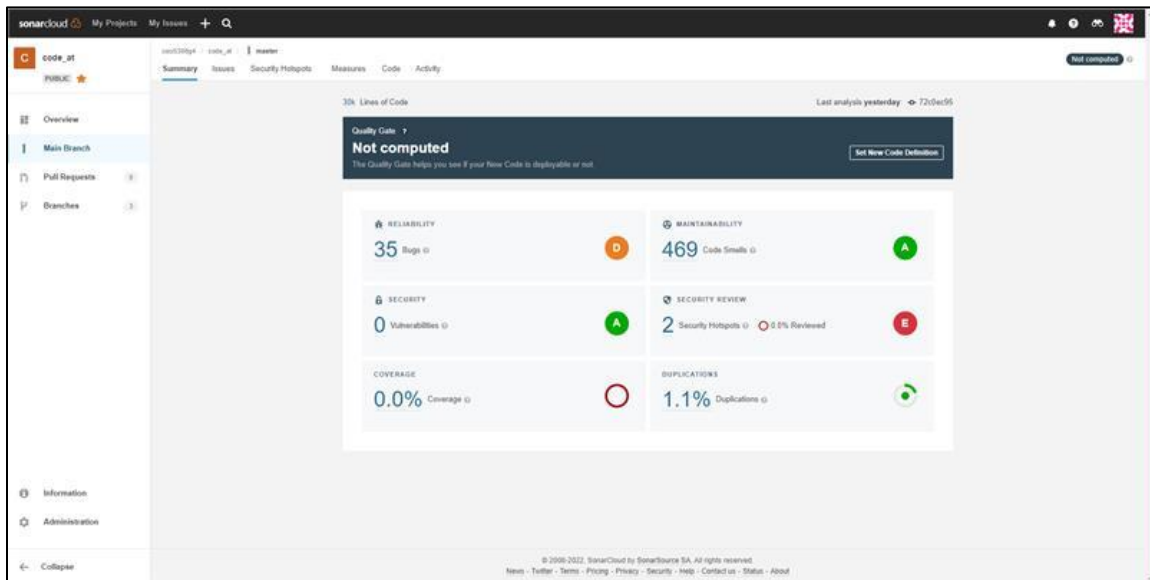 sonarcloud My Projects My Issues
C code_at
PUBLIC
code_at master
Summary Issues Security Hotspots Measures Code Activity
Not computed
Overview
Main Branch
Pull Requests
Branches
30k Lines of Code
Last analysis yesterday 72c0ec95
Quality Gate ?
Not computed
The Quality Gate helps you see if your New Code is deployable or not
Set New Code Definition
RELIABILITY
35 Bugs
D
MAINTAINABILITY
469 Code Smells
A
SECURITY
0 Vulnerabilities
A
SECURITY REVIEW
2 Security Hotspots 0.0% Reviewed
E
COVERAGE
0.0% Coverage
DUPLICATIONS
1.1% Duplications
Information
Administration
Collapse
© 2008-2022, SonarCloud by SonarSource SA. All rights reserved.
News - Twitter - Terms - Pricing - Privacy - Security - Help - Contact us - Status - About